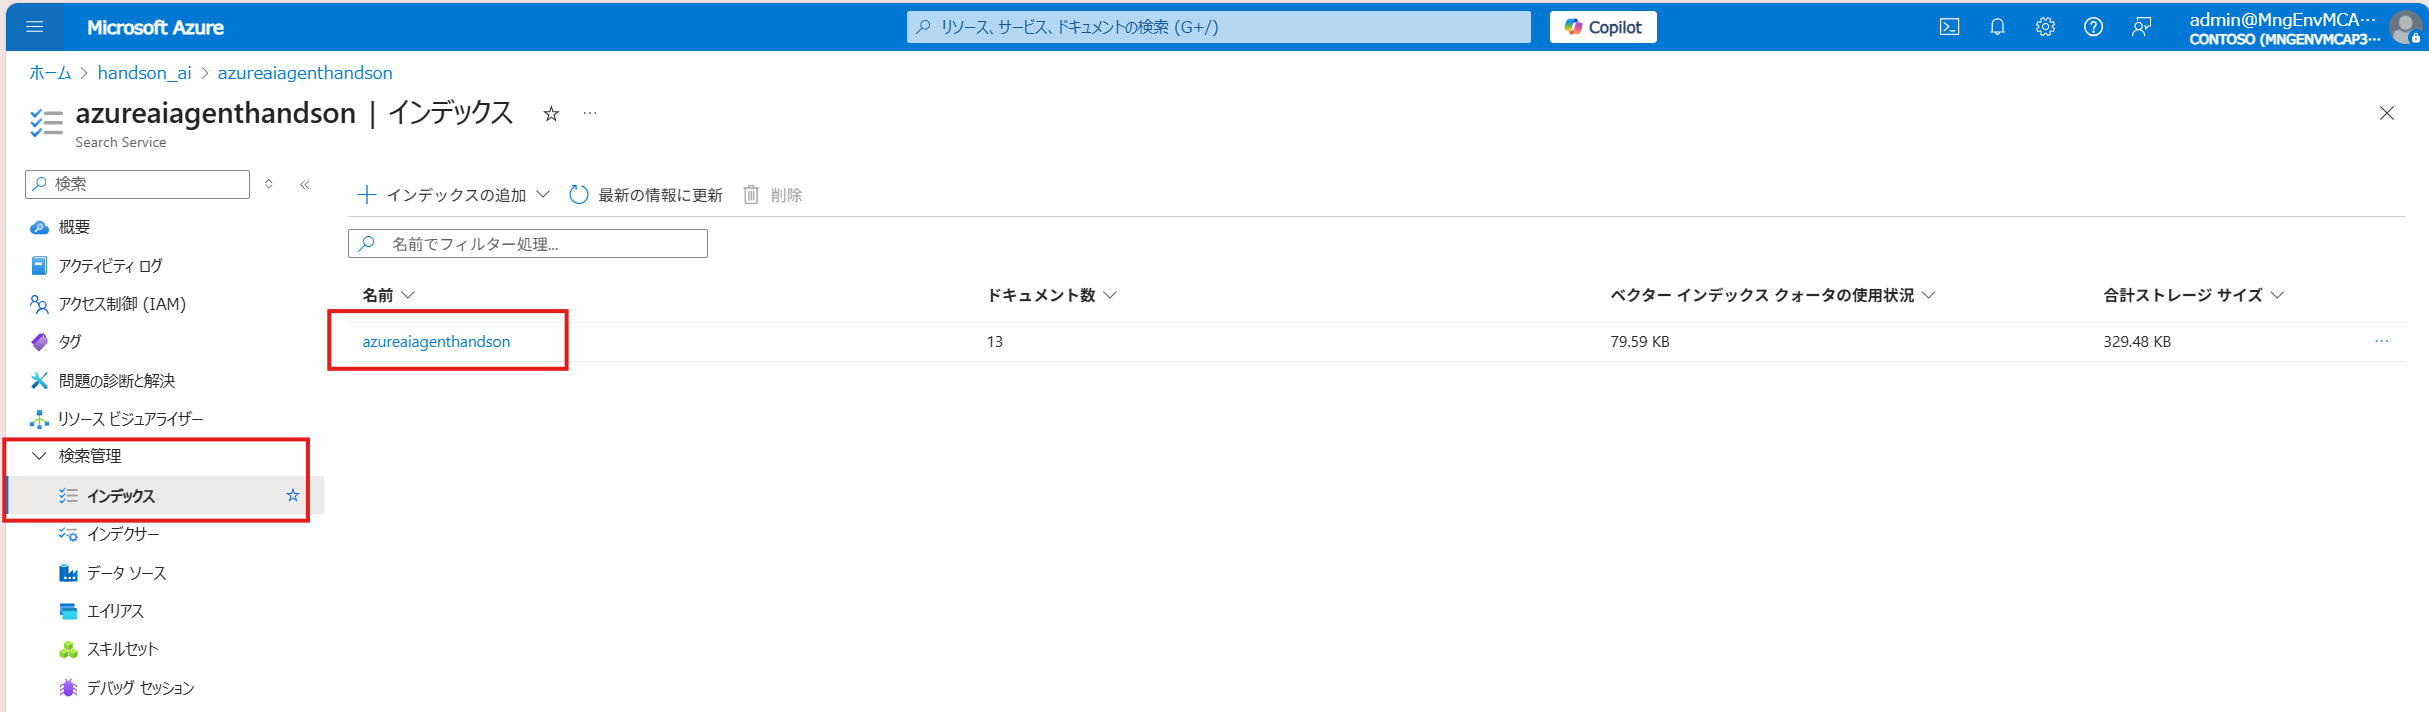 Microsoft Azure
リソース、サービス、ドキュメントの検索 (G+/)
Copilot
admin@MngEnvMCA···
CONTOSO (MNGENVMCAP3···
ホーム > handson_ai > azureaiagenthandson
azureaiagenthandson | インデックス
Search Service
検索
概要
アクティビティ ログ
アクセス制御 (IAM)
タグ
問題の診断と解決
リソース ビジュアライザー
検索管理
インデックス
インデクサー
データ ソース
エイリアス
スキルセット
デバッグ セッション
インデックスの追加 最新の情報に更新 削除
名前でフィルター処理...
名前 ドキュメント数 ベクター インデックス クォータの使用状況 合計ストレージ サイズ
azureaiagenthandson 13 79.59 KB 329.48 KB